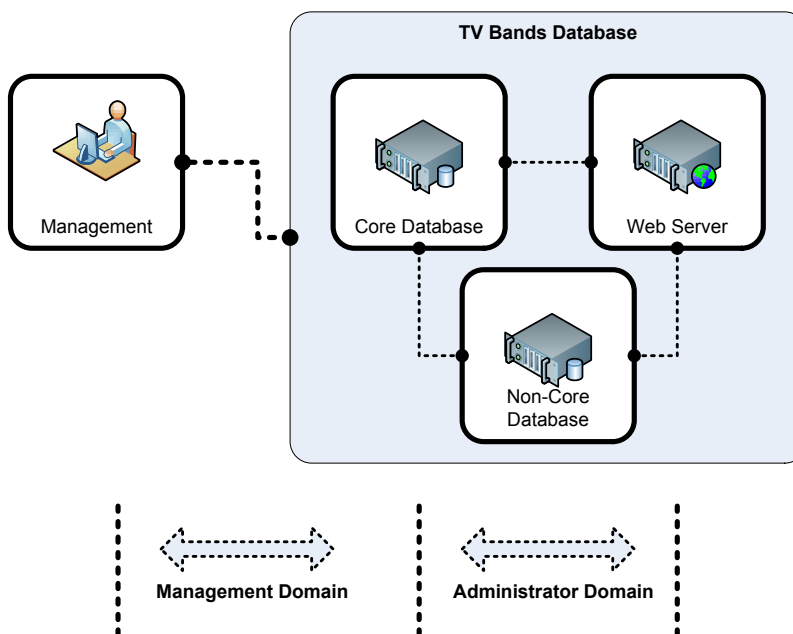 TV Bands Database
Management
Core Database
Web Server
Non-Core
Database
Management Domain
Administrator Domain